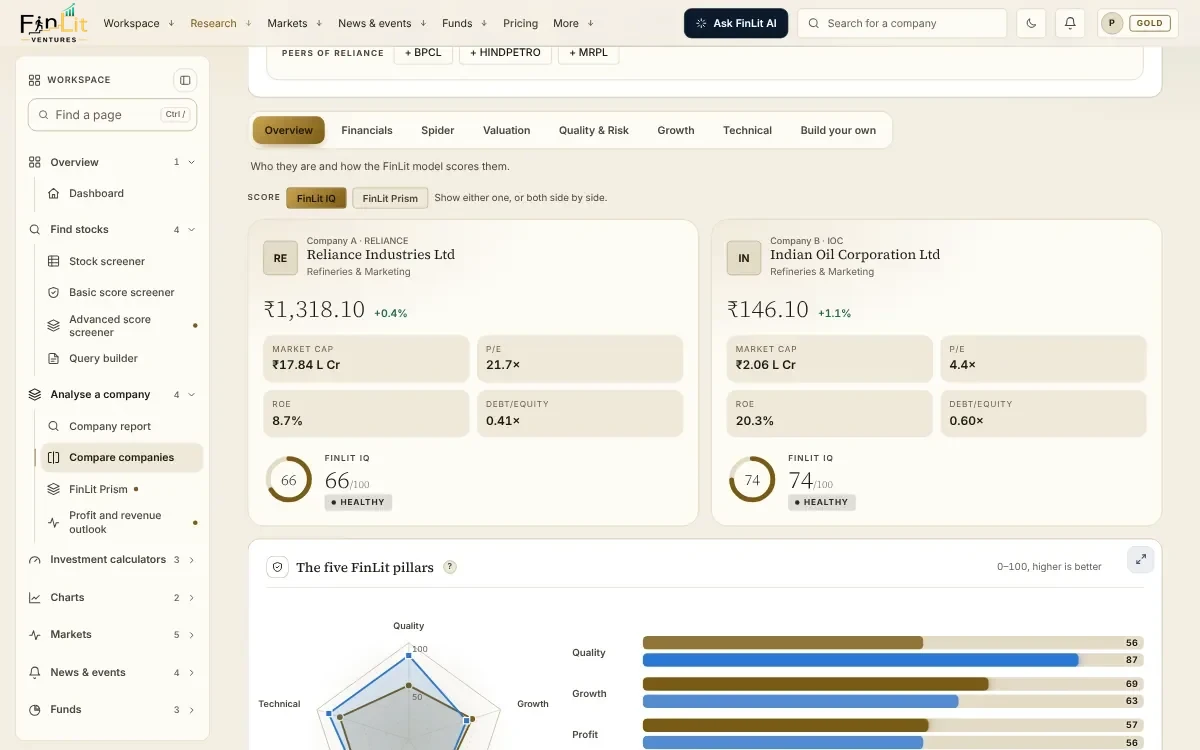 FinLit
VENTURES
Workspace
Research
Markets
News & events
Funds
Pricing
More
Ask FinLit AI
Search for a company
P
GOLD
WORKSPACE
Find a page
Ctrl /
Overview 1
Dashboard
Find stocks 4
Stock screener
Basic score screener
Advanced score
screener
Query builder
Analyse a company 4
Company report
Compare companies
FinLit Prism
Profit and revenue
outlook
Investment calculators 3
Charts 2
Markets 5
News & events 4
Funds 3
PEERS OF RELIANCE
+ BPCL
+ HINDPETRO
+ MRPL
Overview
Financials
Spider
Valuation
Quality & Risk
Growth
Technical
Build your own
Who they are and how the FinLit model scores them.
SCORE
FinLit IQ
FinLit Prism
Show either one, or both side by side.
RE
Company A · RELIANCE
Reliance Industries Ltd
Refineries & Marketing
₹1,318.10 +0.4%
MARKET CAP
₹17.84 L Cr
P/E
21.7×
ROE
8.7%
DEBT/EQUITY
0.41×
66
FINLIT IQ
66/100
● HEALTHY
IN
Company B · IOC
Indian Oil Corporation Ltd
Refineries & Marketing
₹146.10 +1.1%
MARKET CAP
₹2.06 L Cr
P/E
4.4×
ROE
20.3%
DEBT/EQUITY
0.60×
74
FINLIT IQ
74/100
● HEALTHY
The five FinLit pillars ?
0–100, higher is better
Quality
100
50
Technical
Growth
Quality
56
87
Growth
69
63
Profit
57
56